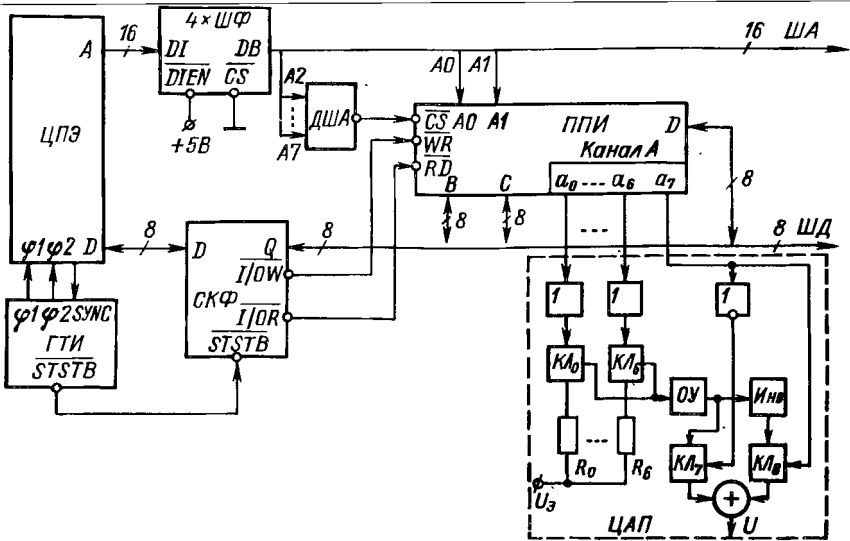 4×ШФ
16
16 ША
A
DI DB
DIEN CS
A0 A1
A2
ДША
A7
+5В
ЦПЭ
CS A0 A1 ППИ D
WR
Канал А
RD
B C a0 --- a6 a7
8
8 8
φ1 φ2 D
8
D Q
8
8 ШД
I/OW
СКФ
I/OR
STSTB
φ1 φ2 SYNC
ГТИ
STSTB
1 1 1
КЛ0 КЛ6
ОУ Инв
R0 R6
КЛ7 КЛ8
Uэ
+
ЦАП U